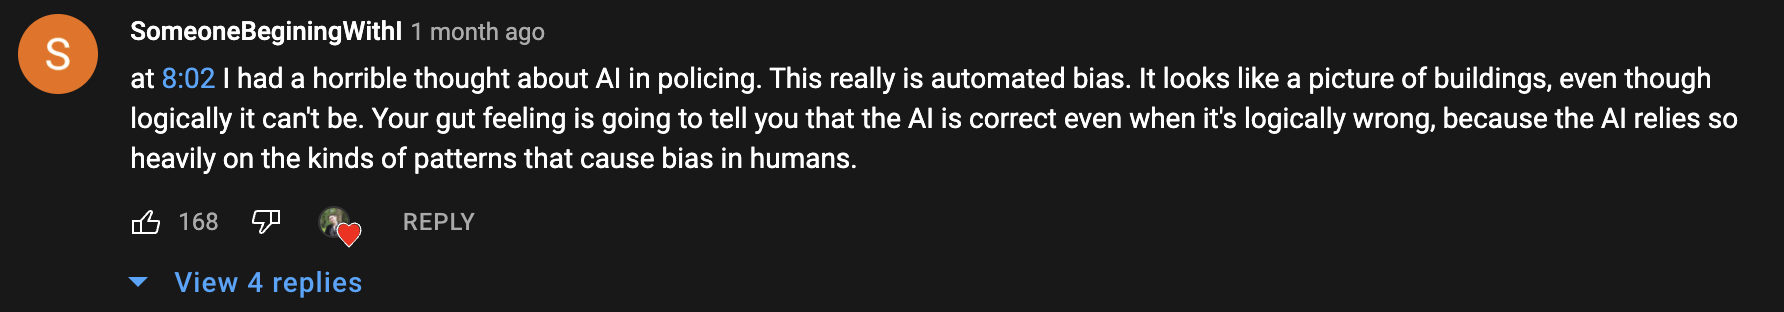 S
SomeoneBeginingWithI 1 month ago
at 8:02 I had a horrible thought about AI in policing. This really is automated bias. It looks like a picture of buildings, even though
logically it can't be. Your gut feeling is going to tell you that the AI is correct even when it's logically wrong, because the AI relies so
heavily on the kinds of patterns that cause bias in humans.
168 REPLY
View 4 replies